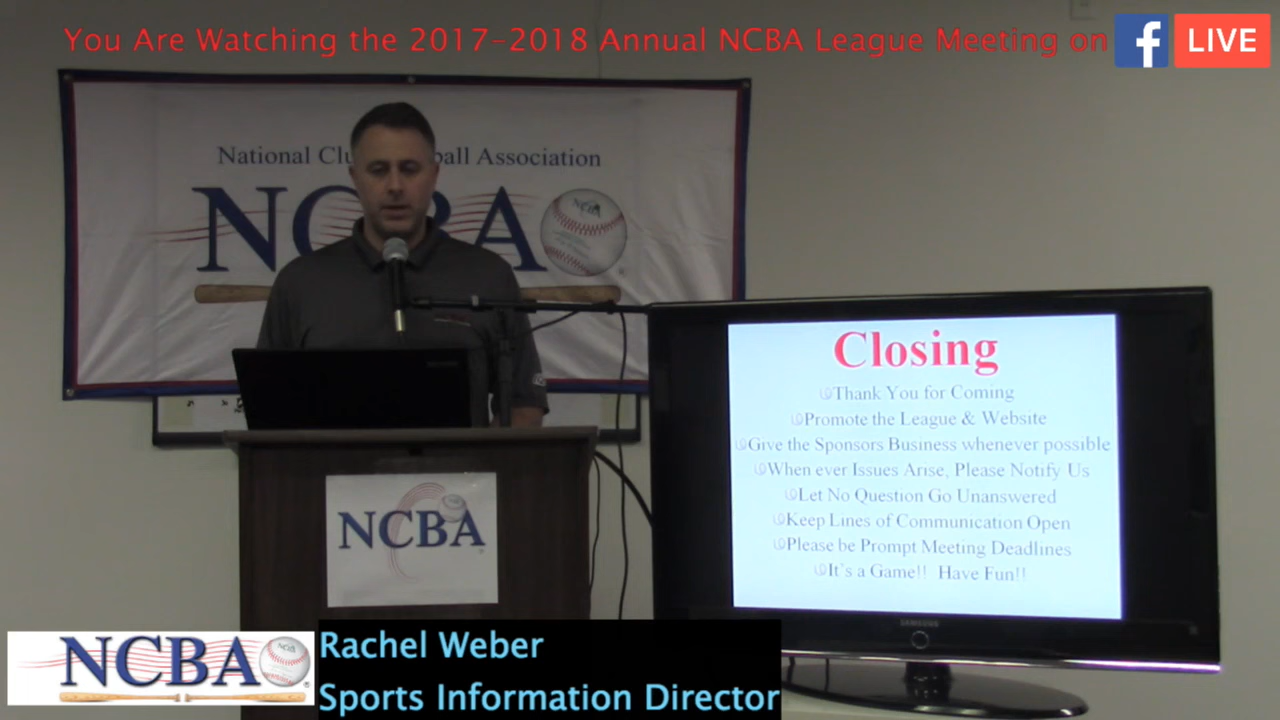 You Are Watching the 2017-2018 Annual NCBA League Meeting on f LIVE
National Clu ball Association
NCBA
Closing
Thank You for Coming
Promote the League & Website
Give the Sponsors Business whenever possible
When ever Issues Arise, Please Notify Us
Let No Question Go Unanswered
Keep Lines of Communication Open
Please be Prompt Meeting Deadlines
It's a Game!! Have Fun!!
SAMSUNG
NCBA
NCBA
Rachel Weber
Sports Information Director